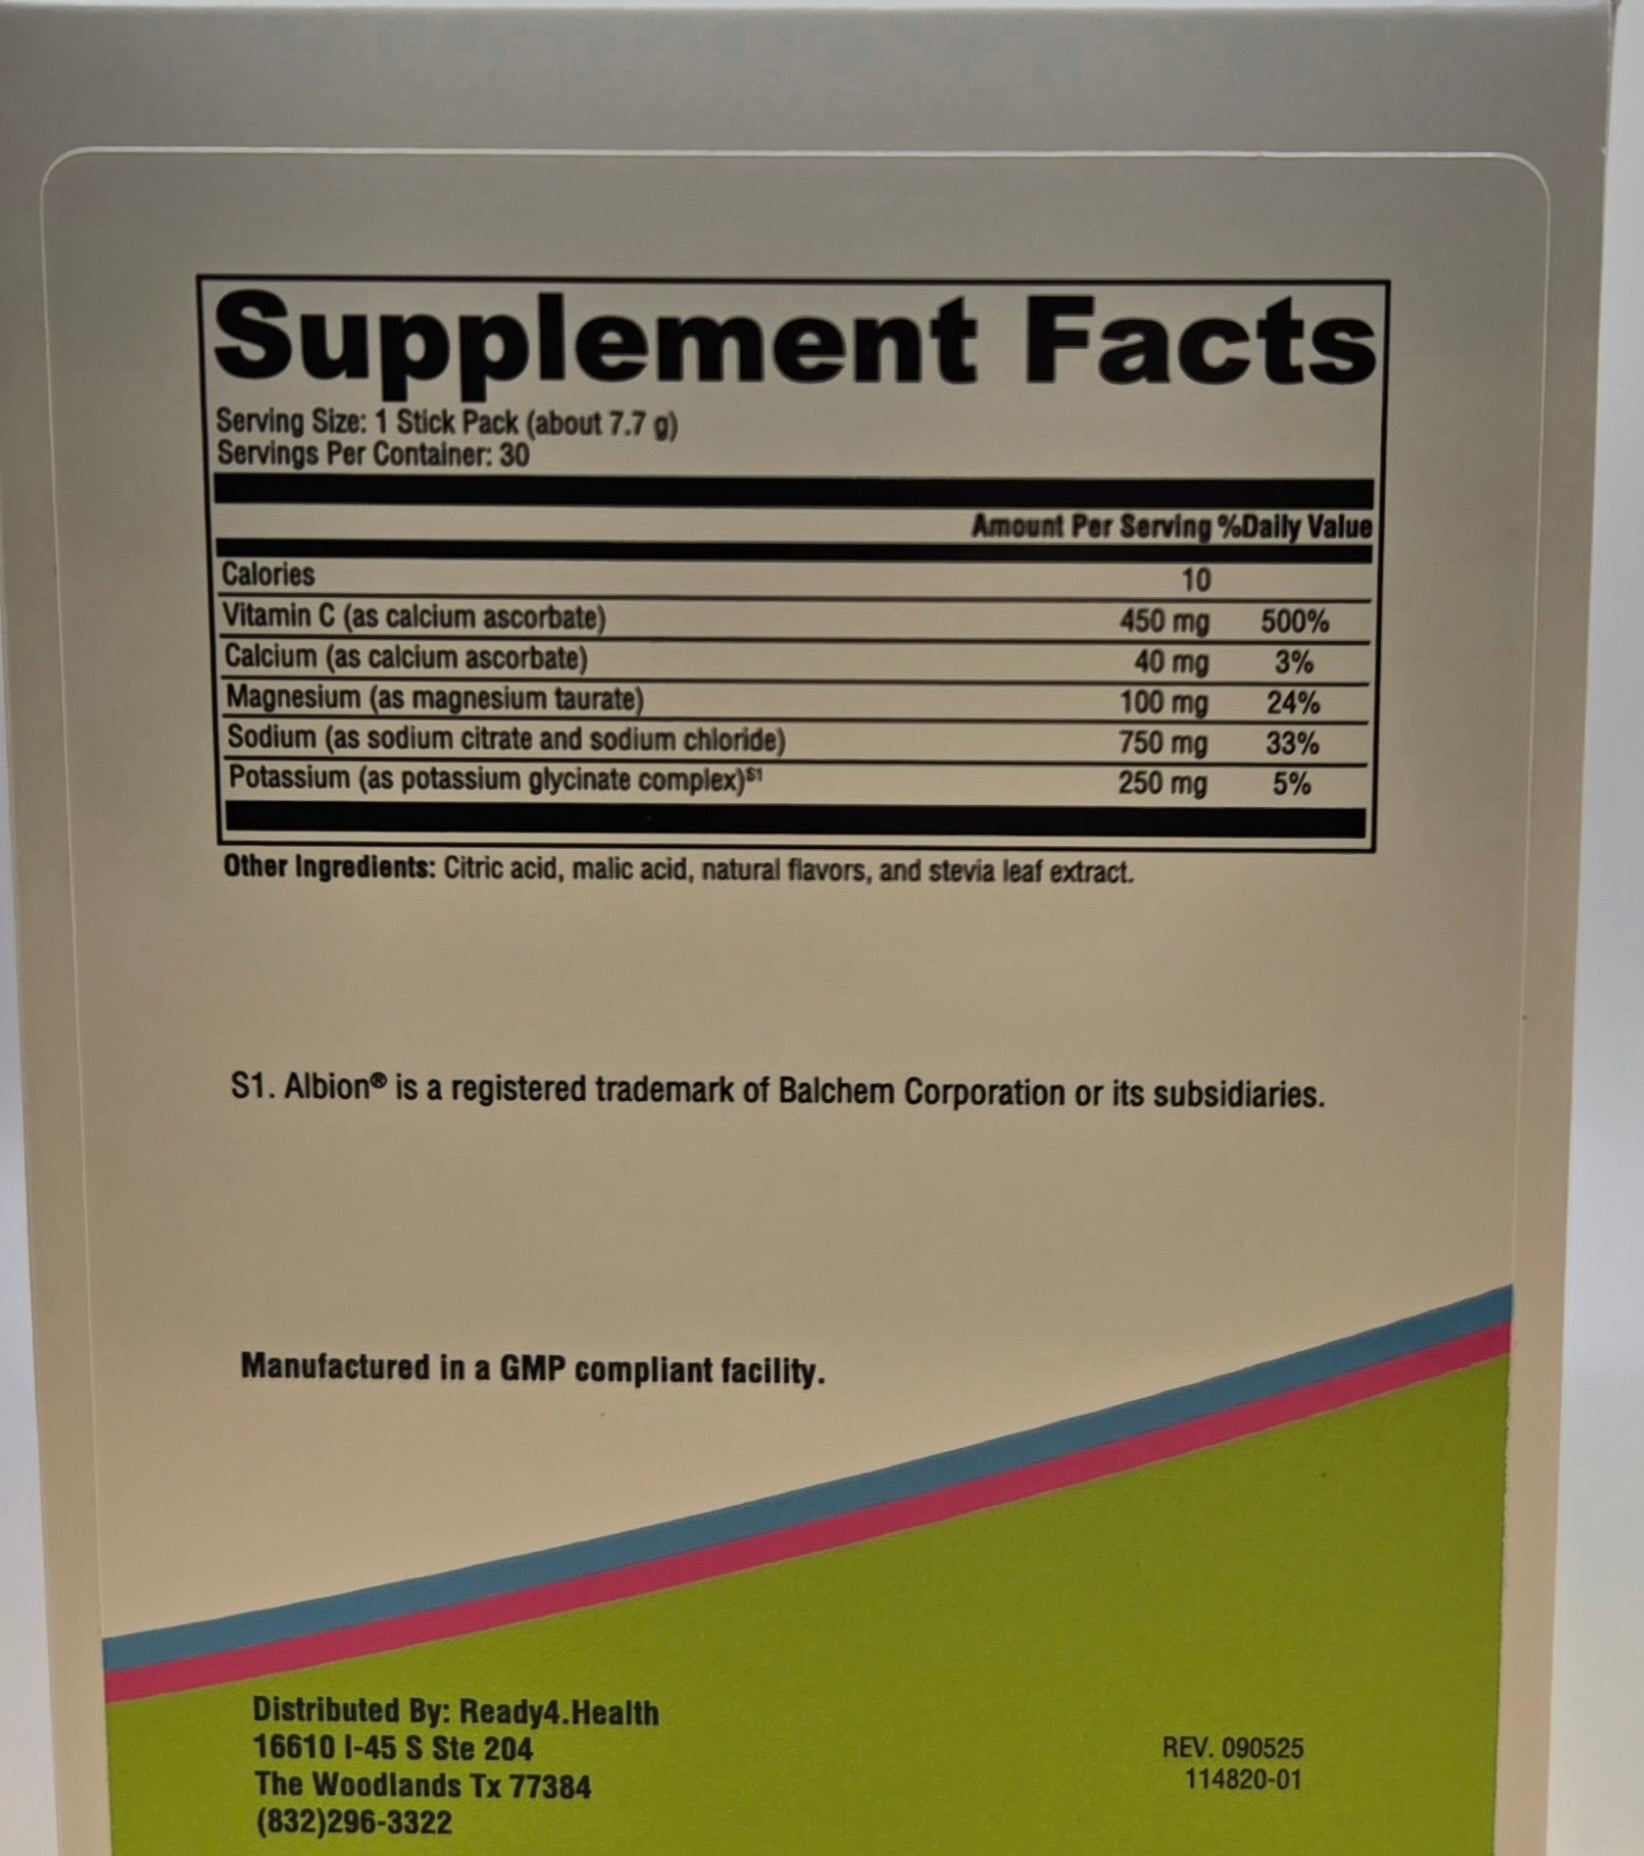 Supplement Facts
Serving Size: 1 Stick Pack (about 7.7 g)
Servings Per Container: 30
Amount Per Serving %Daily Value
Calories 10
Vitamin C (as calcium ascorbate) 450 mg 500%
Calcium (as calcium ascorbate) 40 mg 3%
Magnesium (as magnesium taurate) 100 mg 24%
Sodium (as sodium citrate and sodium chloride) 750 mg 33%
Potassium (as potassium glycinate complex)S1 250 mg 5%
Other Ingredients: Citric acid, malic acid, natural flavors, and stevia leaf extract.
S1. Albion® is a registered trademark of Balchem Corporation or its subsidiaries.
Manufactured in a GMP compliant facility.
Distributed By: Ready4.Health
16610 I-45 S Ste 204
The Woodlands Tx 77384
(832)296-3322
REV. 090525
114820-01